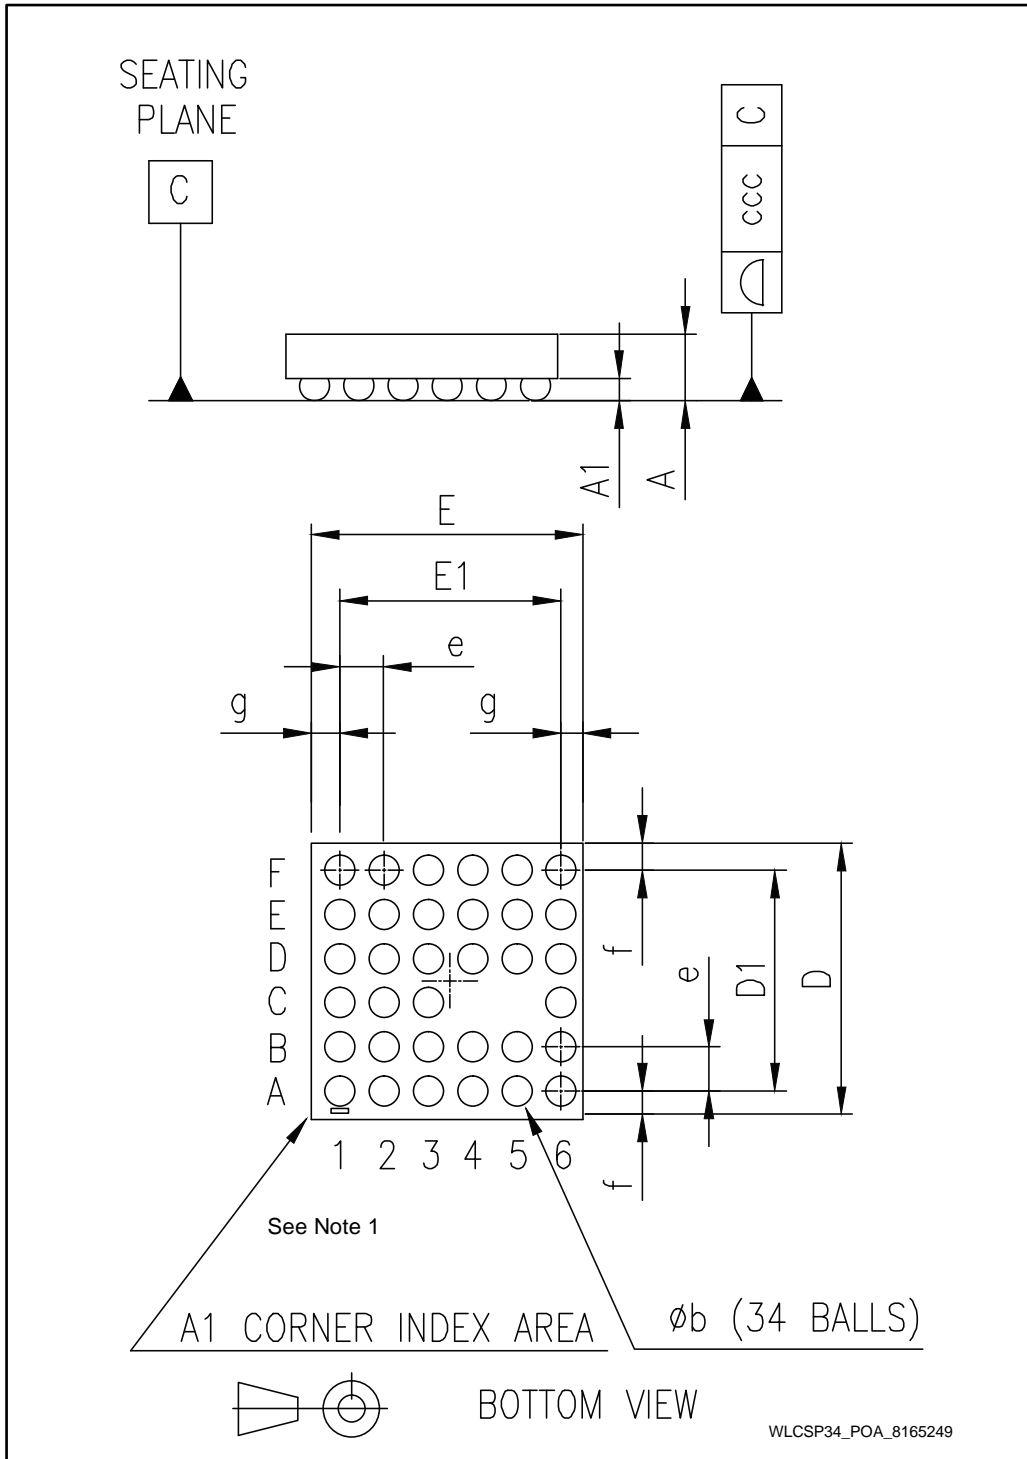 SEATING
PLANE
C
C
ccc
A1
A
E
E1
e
g
g
F
E
D
C
B
A
f
e
D1
D
f
1 2 3 4 5 6
See Note 1
A1 CORNER INDEX AREA
øb (34 BALLS)
BOTTOM VIEW
WLCSP34_POA_8165249